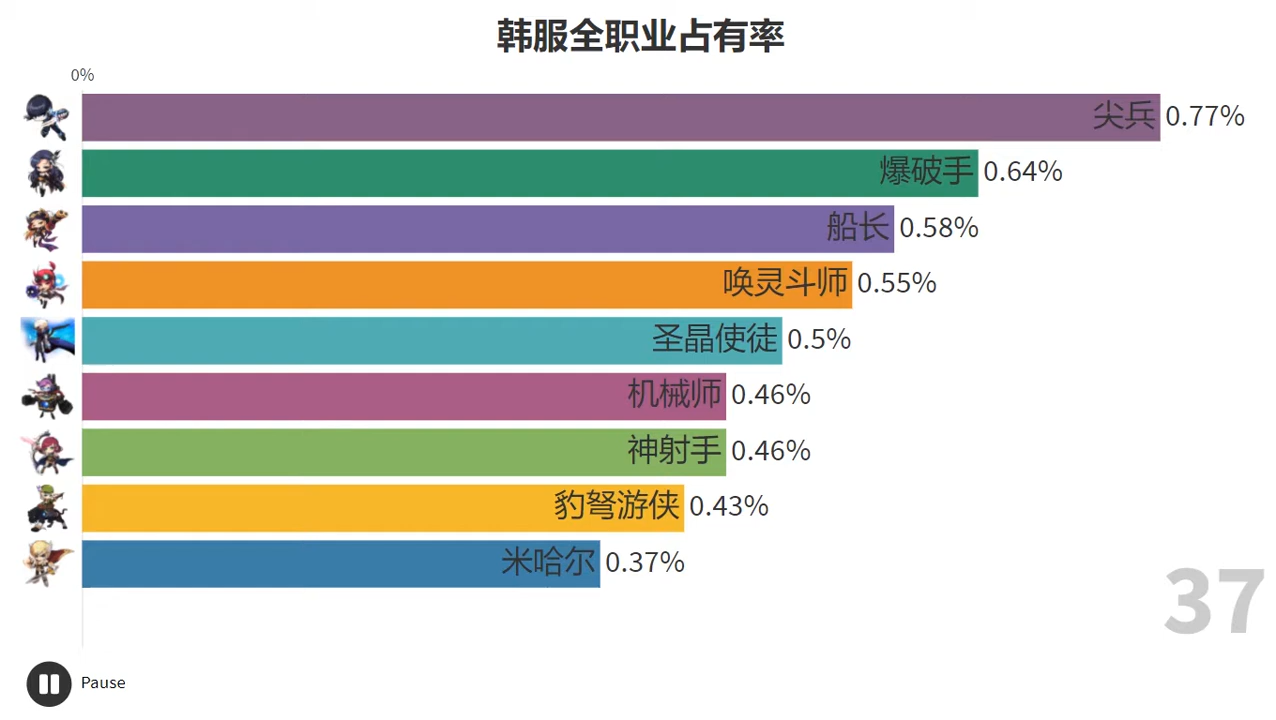 韩服全职业占有率
0%
尖兵 0.77%
爆破手 0.64%
船长 0.58%
唤灵斗师 0.55%
圣晶使徒 0.5%
机械师 0.46%
神射手 0.46%
豹弩游侠 0.43%
米哈尔 0.37%
37
Pause